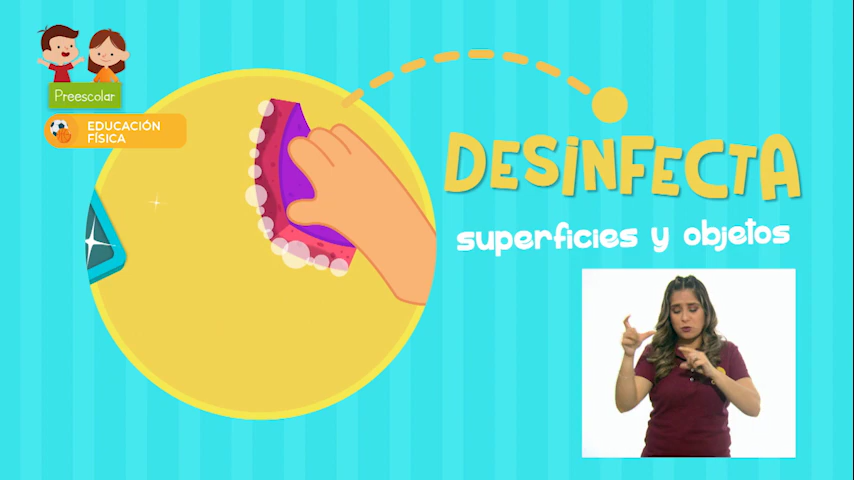 Preescolar
EDUCACIÓN
FÍSICA
DESINFECTA
superficies y objetos